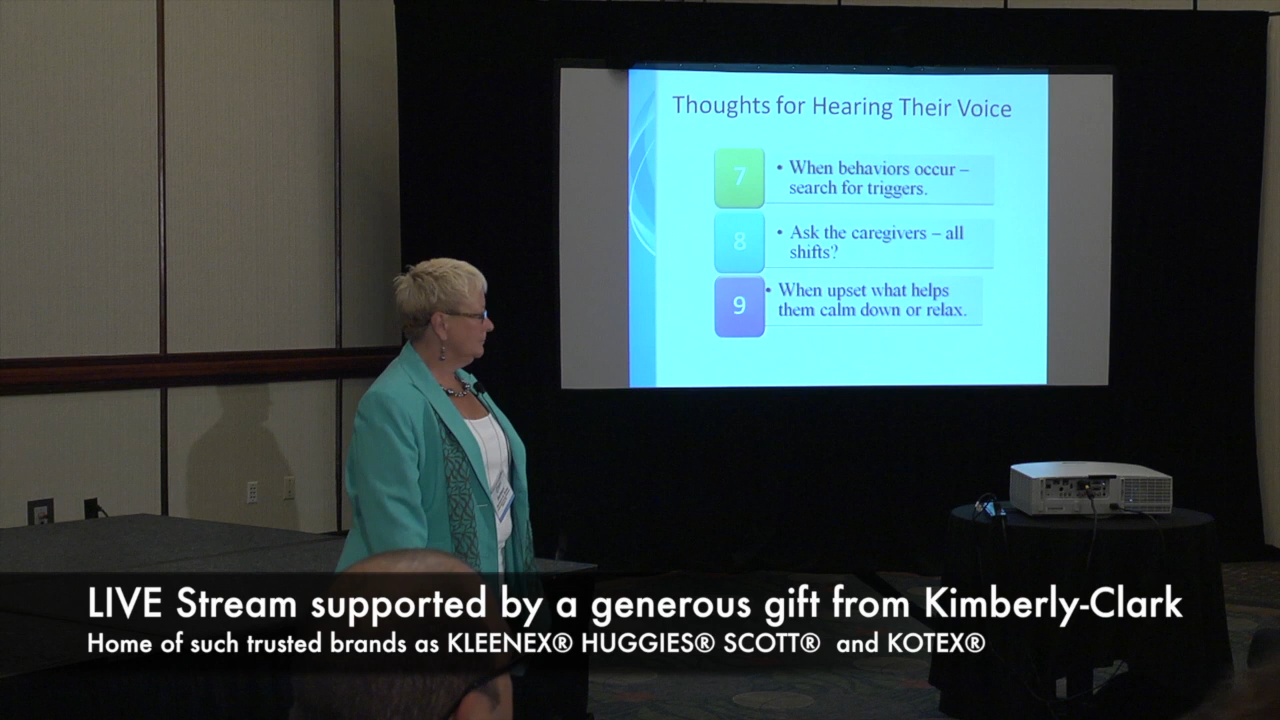 Thoughts for Hearing Their Voice
7
• When behaviors occur –
search for triggers.
8
• Ask the caregivers – all
shifts?
9
• When upset what helps
them calm down or relax.
LIVE Stream supported by a generous gift from Kimberly-Clark
Home of such trusted brands as KLEENEX® HUGGIES® SCOTT® and KOTEX®